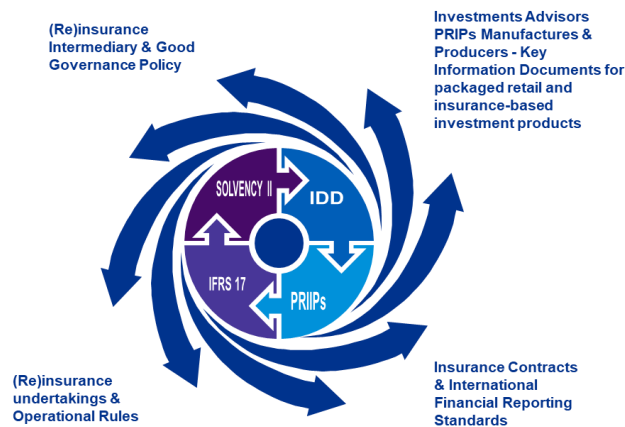 (Re)insurance
Intermediary & Good
Governance Policy
Investments Advisors
PRIPs Manufactures &
Producers - Key
Information Documents for
packaged retail and
insurance-based
investment products
SOLVENCY II
IDD
IFRS 17
PRIIPs
(Re)insurance
undertakings &
Operational Rules
Insurance Contracts
& International
Financial Reporting
Standards